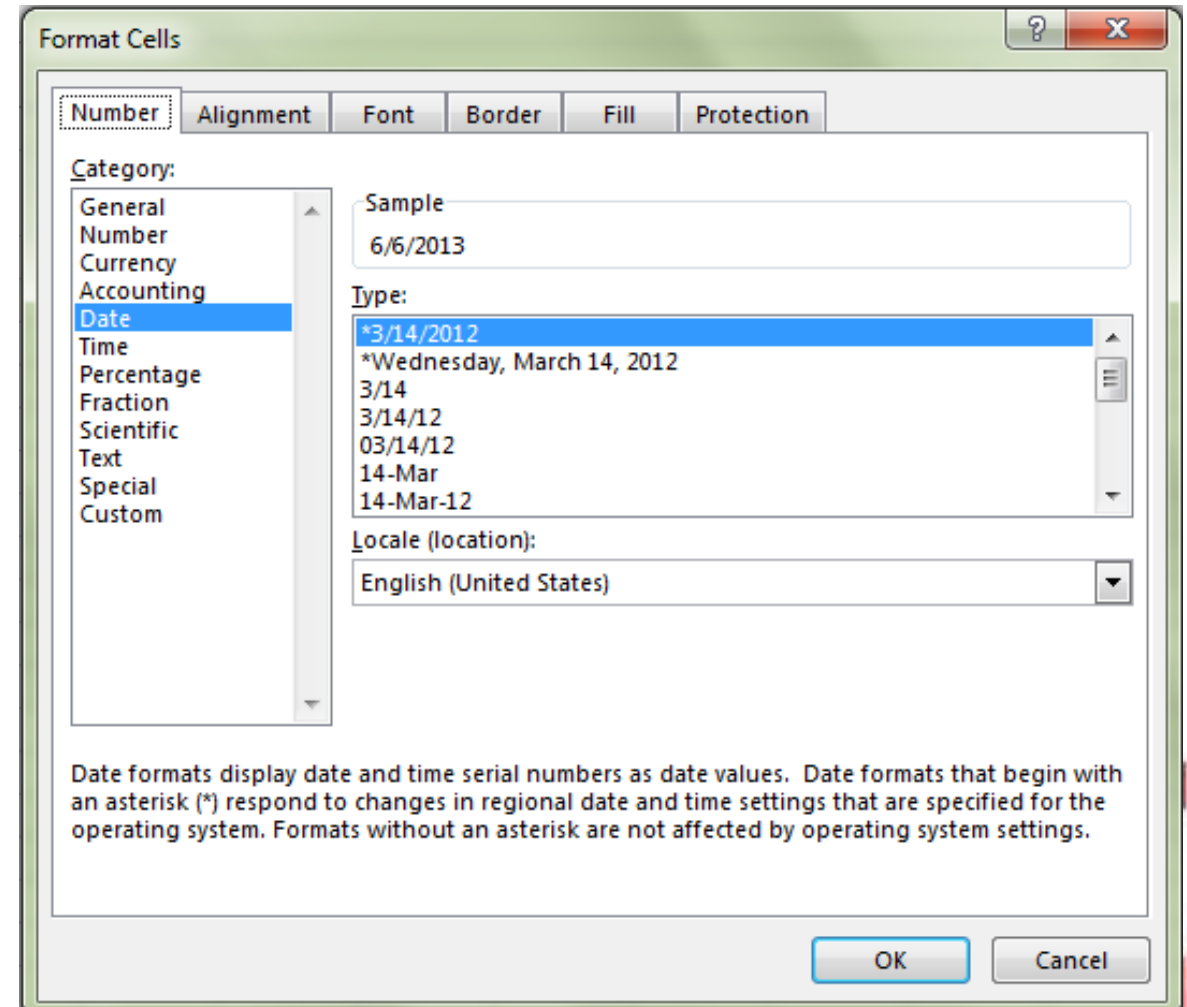 Format Cells
Number Alignment Font Border Fill Protection
Category:
General
Number
Currency
Accounting
Date
Time
Percentage
Fraction
Scientific
Text
Special
Custom
Sample
6/6/2013
Type:
*3/14/2012
*Wednesday, March 14, 2012
3/14
3/14/12
03/14/12
14-Mar
14-Mar-12
Locale (location):
English (United States)
Date formats display date and time serial numbers as date values.  Date formats that begin with
an asterisk (*) respond to changes in regional date and time settings that are specified for the
operating system. Formats without an asterisk are not affected by operating system settings.
OK Cancel